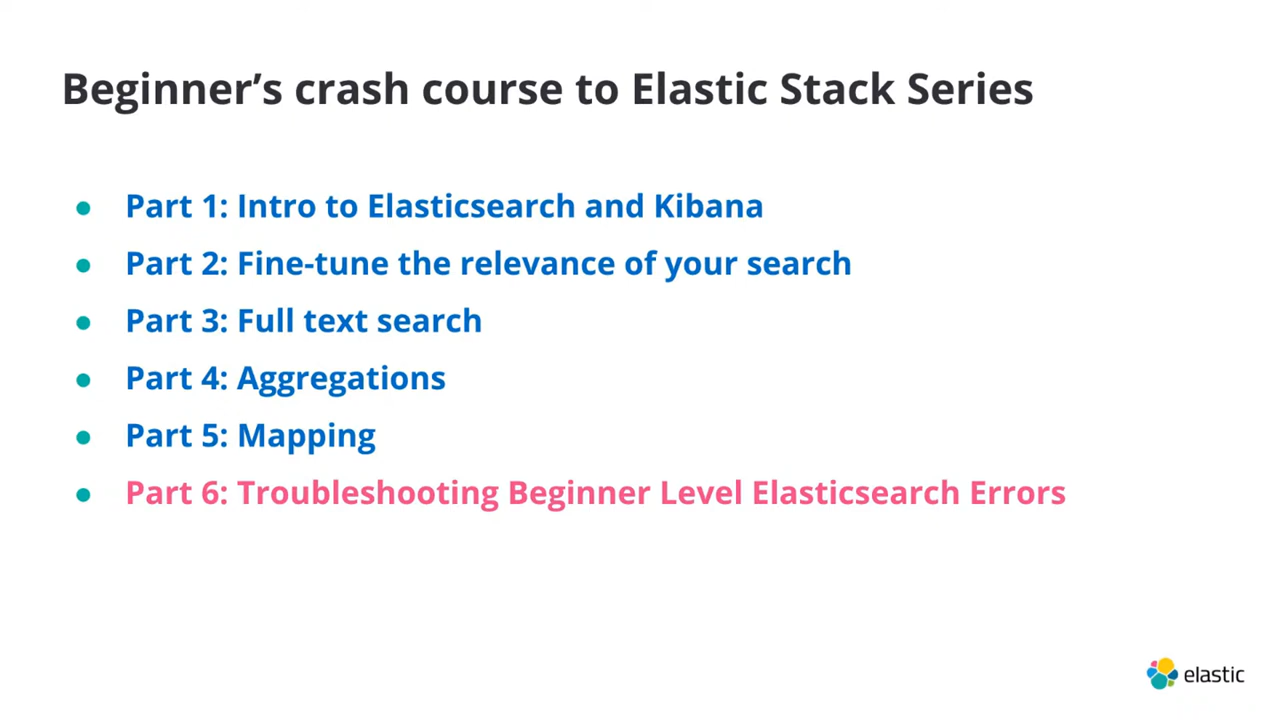 Beginner’s crash course to Elastic Stack Series
● Part 1: Intro to Elasticsearch and Kibana
● Part 2: Fine-tune the relevance of your search
● Part 3: Full text search
● Part 4: Aggregations
● Part 5: Mapping
● Part 6: Troubleshooting Beginner Level Elasticsearch Errors
elastic